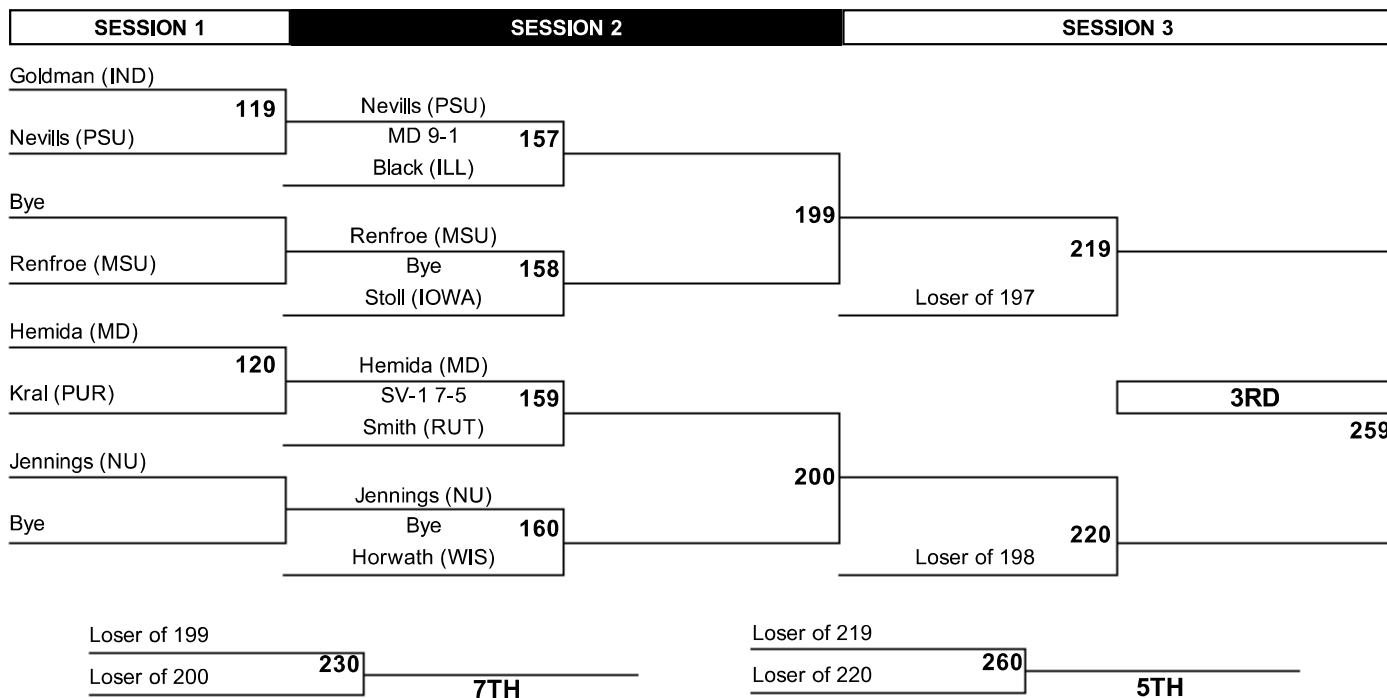 SESSION 1
SESSION 2
SESSION 3
Goldman (IND)
119
Nevills (PSU)
Bye
Renfroe (MSU)
Hemida (MD)
120
Kral (PUR)
Jennings (NU)
Bye
Nevills (PSU)
MD 9-1
157
Black (ILL)
Renfroe (MSU)
Bye
158
Stoll (IOWA)
Hemida (MD)
SV-1 7-5
159
Smith (RUT)
Jennings (NU)
Bye
160
Horwath (WIS)
199
200
219
Loser of 197
220
Loser of 198
3RD
259
Loser of 199
230
Loser of 200
7TH
Loser of 219
260
Loser of 220
5TH